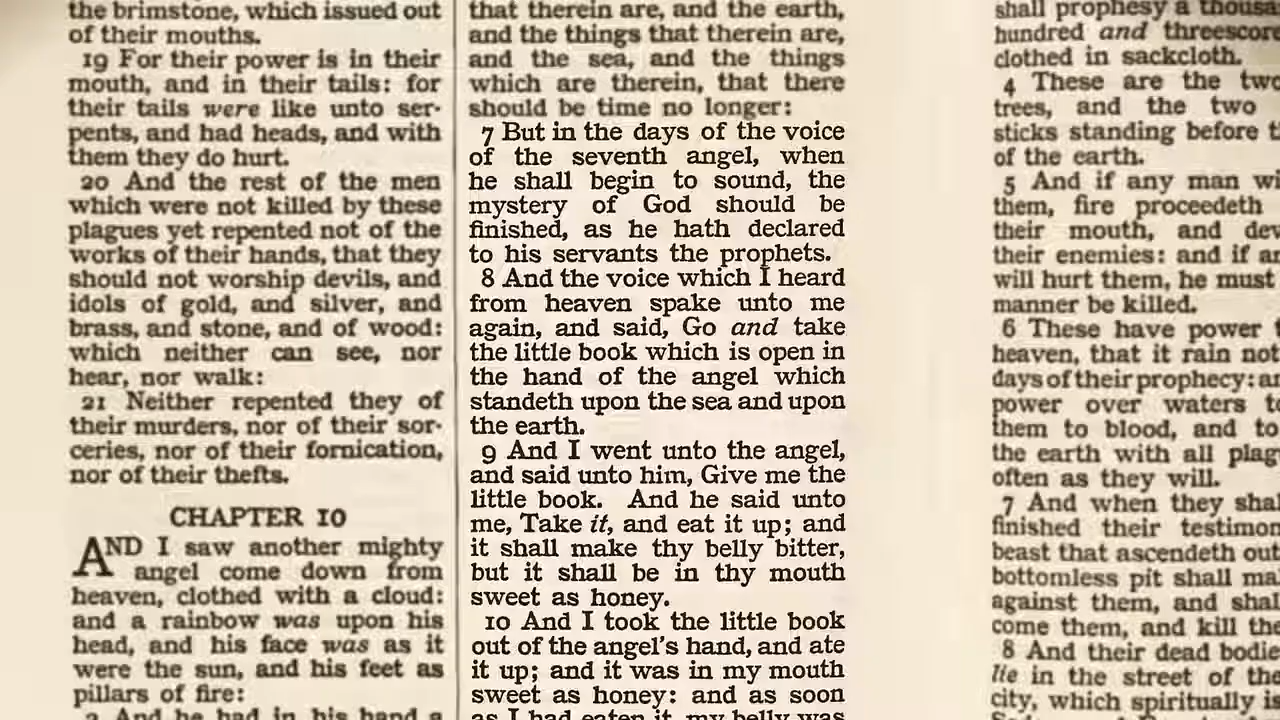 the brimstone, which issued out
of their mouths.
19 For their power is in their
mouth, and in their tails: for
their tails were like unto ser-
pents, and had heads, and with
them they do hurt.
20 And the rest of the men
which were not killed by these
plagues yet repented not of the
works of their hands, that they
should not worship devils, and
idols of gold, and silver, and
brass, and stone, and of wood:
which neither can see, nor
hear, nor walk:
21 Neither repented they of
their murders, nor of their sor-
ceries, nor of their fornication,
nor of their thefts.
CHAPTER 10
AND I saw another mighty
angel come down from
heaven, clothed with a cloud:
and a rainbow was upon his
head, and his face was as it
were the sun, and his feet as
pillars of fire:
2 And he had in his hand a
that therein are, and the earth,
and the things that therein are,
and the sea, and the things
which are therein, that there
should be time no longer:
7 But in the days of the voice
of the seventh angel, when
he shall begin to sound, the
mystery of God should be
finished, as he hath declared
to his servants the prophets.
8 And the voice which I heard
from heaven spake unto me
again, and said, Go and take
the little book which is open in
the hand of the angel which
standeth upon the sea and upon
the earth.
9 And I went unto the angel,
and said unto him, Give me the
little book. And he said unto
me, Take it, and eat it up; and
it shall make thy belly bitter,
but it shall be in thy mouth
sweet as honey.
10 And I took the little book
out of the angel's hand, and ate
it up; and it was in my mouth
sweet as honey: and as soon
as I had eaten it, my belly was
shall prophesy a thousa
hundred and threescore
clothed in sackcloth.
4 These are the two
trees, and the two
sticks standing before t
of the earth.
5 And if any man wi
them, fire proceedeth
their mouth, and dev
their enemies: and if an
will hurt them, he must
manner be killed.
6 These have power
heaven, that it rain not
days of their prophecy: an
power over waters to
them to blood, and to
the earth with all plag
often as they will.
7 And when they shal
finished their testimon
beast that ascendeth out
bottomless pit shall ma
against them, and shal
come them, and kill the
8 And their dead bodie
lie in the street of the
city, which spiritually is